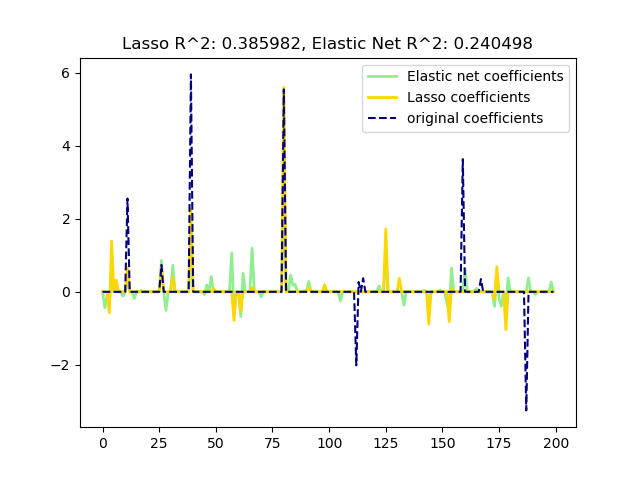 Lasso R^2: 0.385982, Elastic Net R^2: 0.240498
Elastic net coefficients
Lasso coefficients
original coefficients
6
4
2
0
−2
0 25 50 75 100 125 150 175 200